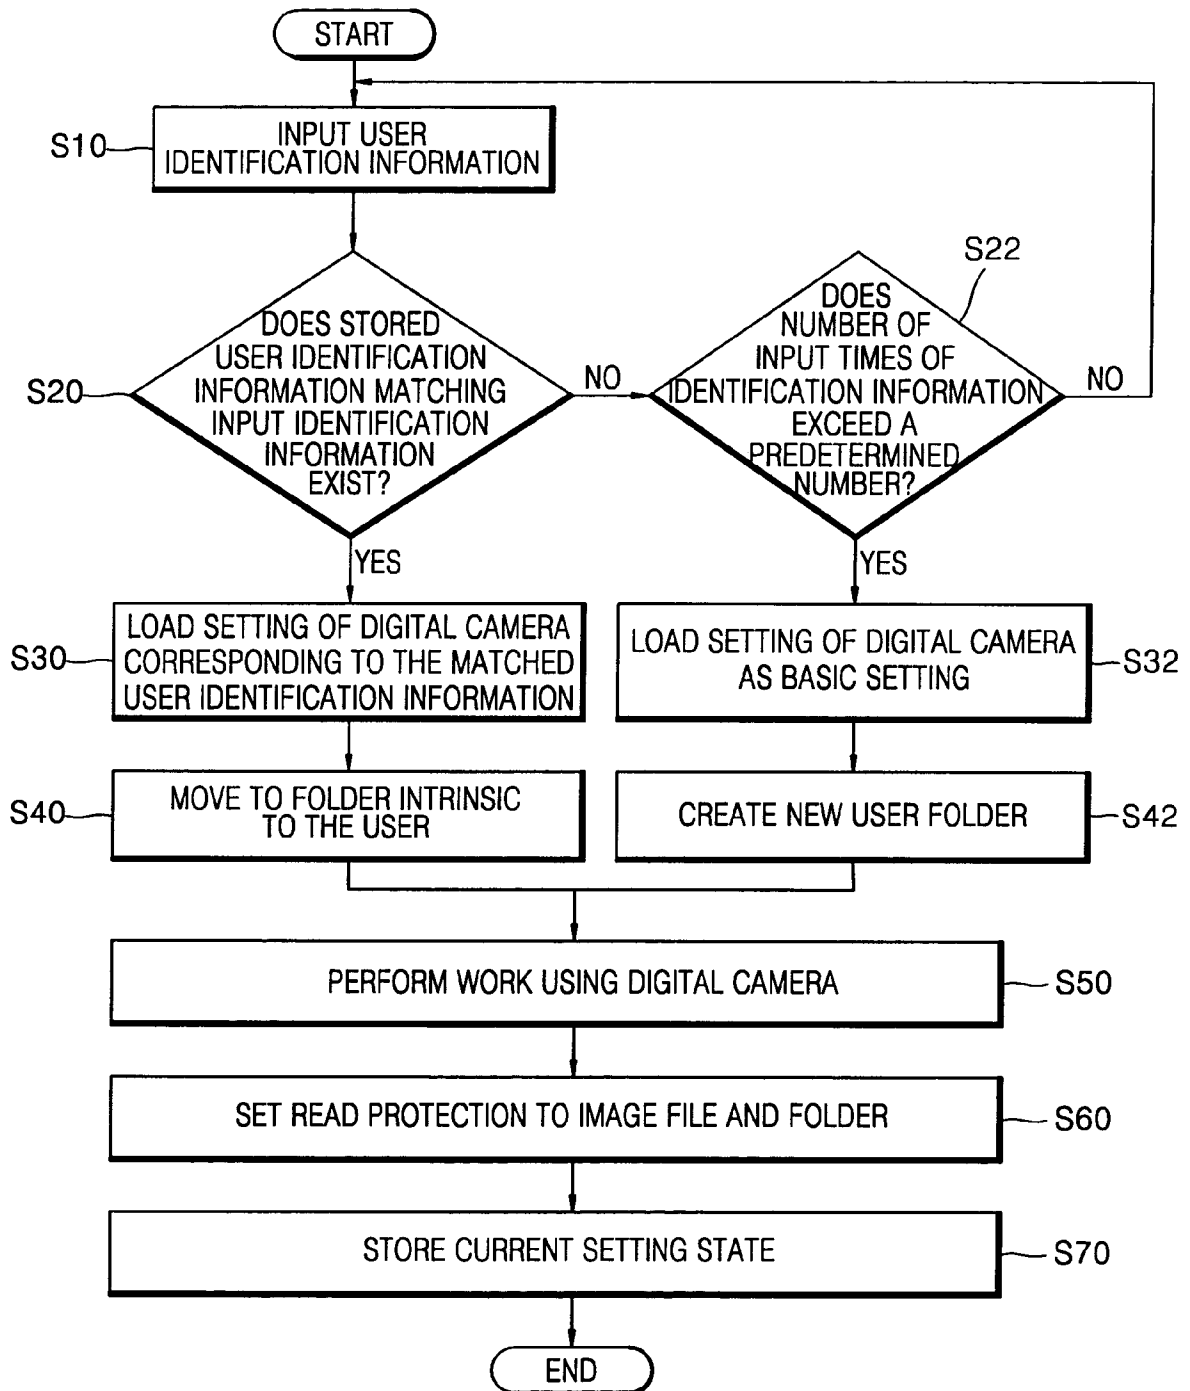 START
S10
INPUT USER
IDENTIFICATION INFORMATION
S20
DOES STORED
USER IDENTIFICATION
INFORMATION MATCHING
INPUT IDENTIFICATION
INFORMATION
EXIST?
NO
S22
DOES
NUMBER OF
INPUT TIMES OF
IDENTIFICATION INFORMATION
EXCEED A
PREDETERMINED
NUMBER?
NO
YES
YES
S30
LOAD SETTING OF DIGITAL CAMERA
CORRESPONDING TO THE MATCHED
USER IDENTIFICATION INFORMATION
LOAD SETTING OF DIGITAL CAMERA
AS BASIC SETTING
S32
S40
MOVE TO FOLDER INTRINSIC
TO THE USER
CREATE NEW USER FOLDER
S42
PERFORM WORK USING DIGITAL CAMERA
S50
SET READ PROTECTION TO IMAGE FILE AND FOLDER
S60
STORE CURRENT SETTING STATE
S70
END